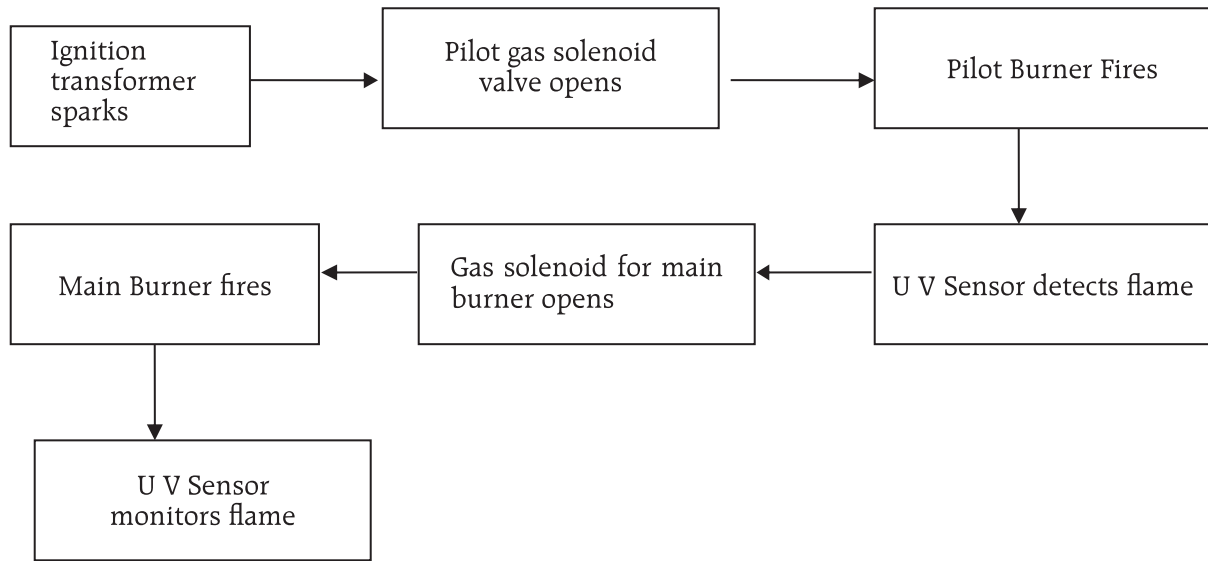 Ignition
transformer
sparks
Pilot gas solenoid
valve opens
Pilot Burner Fires
U V Sensor detects flame
Gas solenoid for main
burner opens
Main Burner fires
U V Sensor
monitors flame